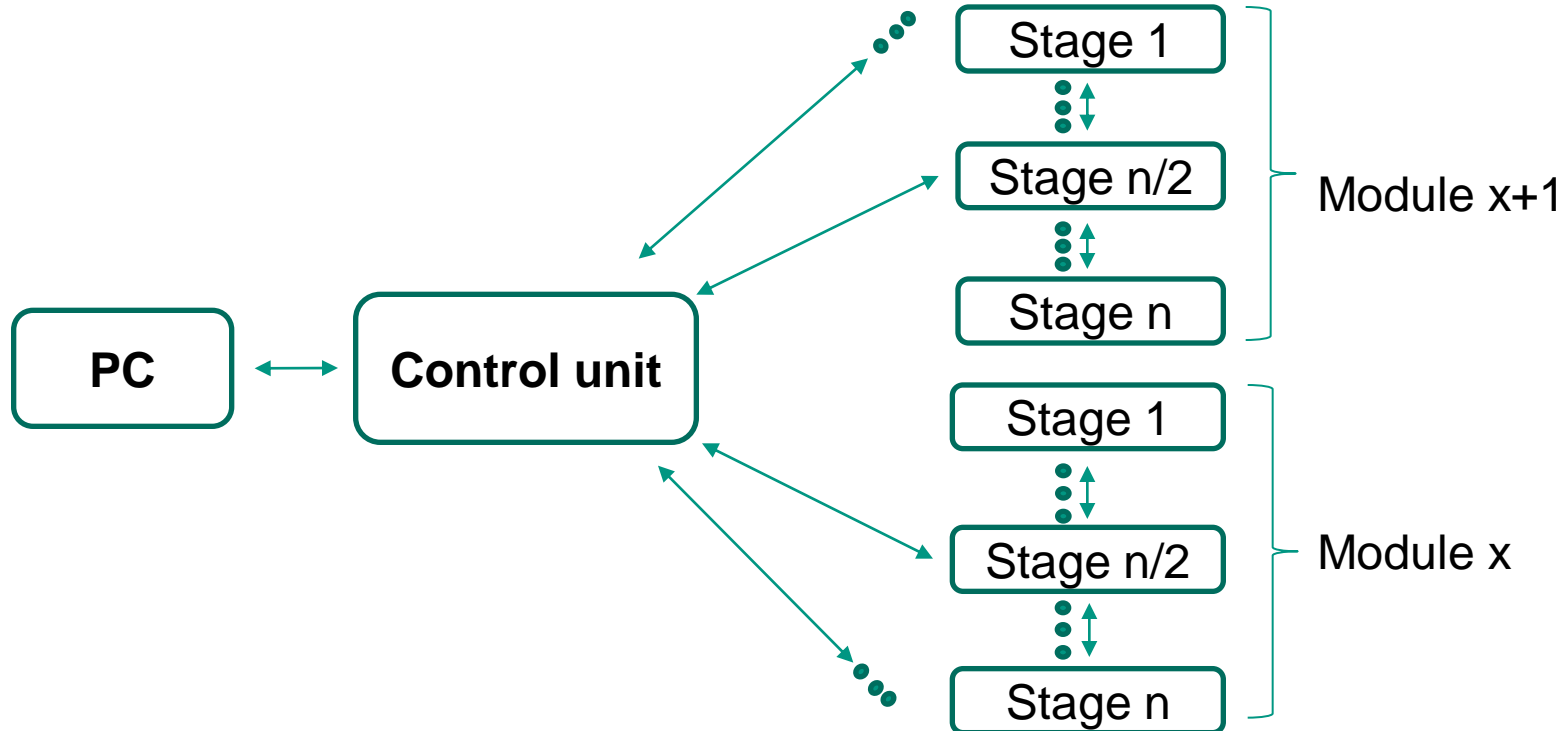 PC
Control unit
Stage 1
Stage n/2
Stage n
Module x+1
Stage 1
Stage n/2
Stage n
Module x